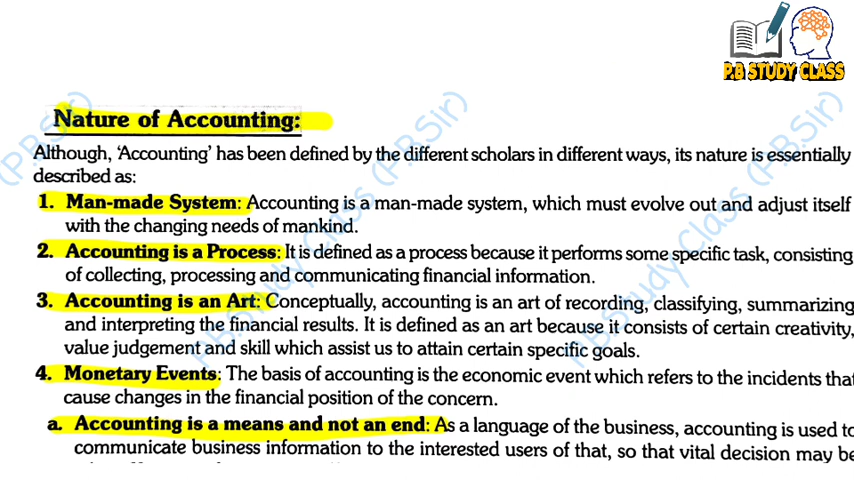 P.B STUDY CLASS
Nature of Accounting:
Although, 'Accounting' has been defined by the different scholars in different ways, its nature is essentially
described as:
1. Man-made System: Accounting is a man-made system, which must evolve out and adjust itself
with the changing needs of mankind.
2. Accounting is a Process: It is defined as a process because it performs some specific task, consisting
of collecting, processing and communicating financial information.
3. Accounting is an Art: Conceptually, accounting is an art of recording, classifying, summarizing
and interpreting the financial results. It is defined as an art because it consists of certain creativity,
value judgement and skill which assist us to attain certain specific goals.
4. Monetary Events: The basis of accounting is the economic event which refers to the incidents that
cause changes in the financial position of the concern.
a. Accounting is a means and not an end: As a language of the business, accounting is used to
communicate business information to the interested users of that, so that vital decision may be
(P.B.Sir)
P.B.Study Class (P.B.Sir)
P.B.Study Class (P.B.Sir)